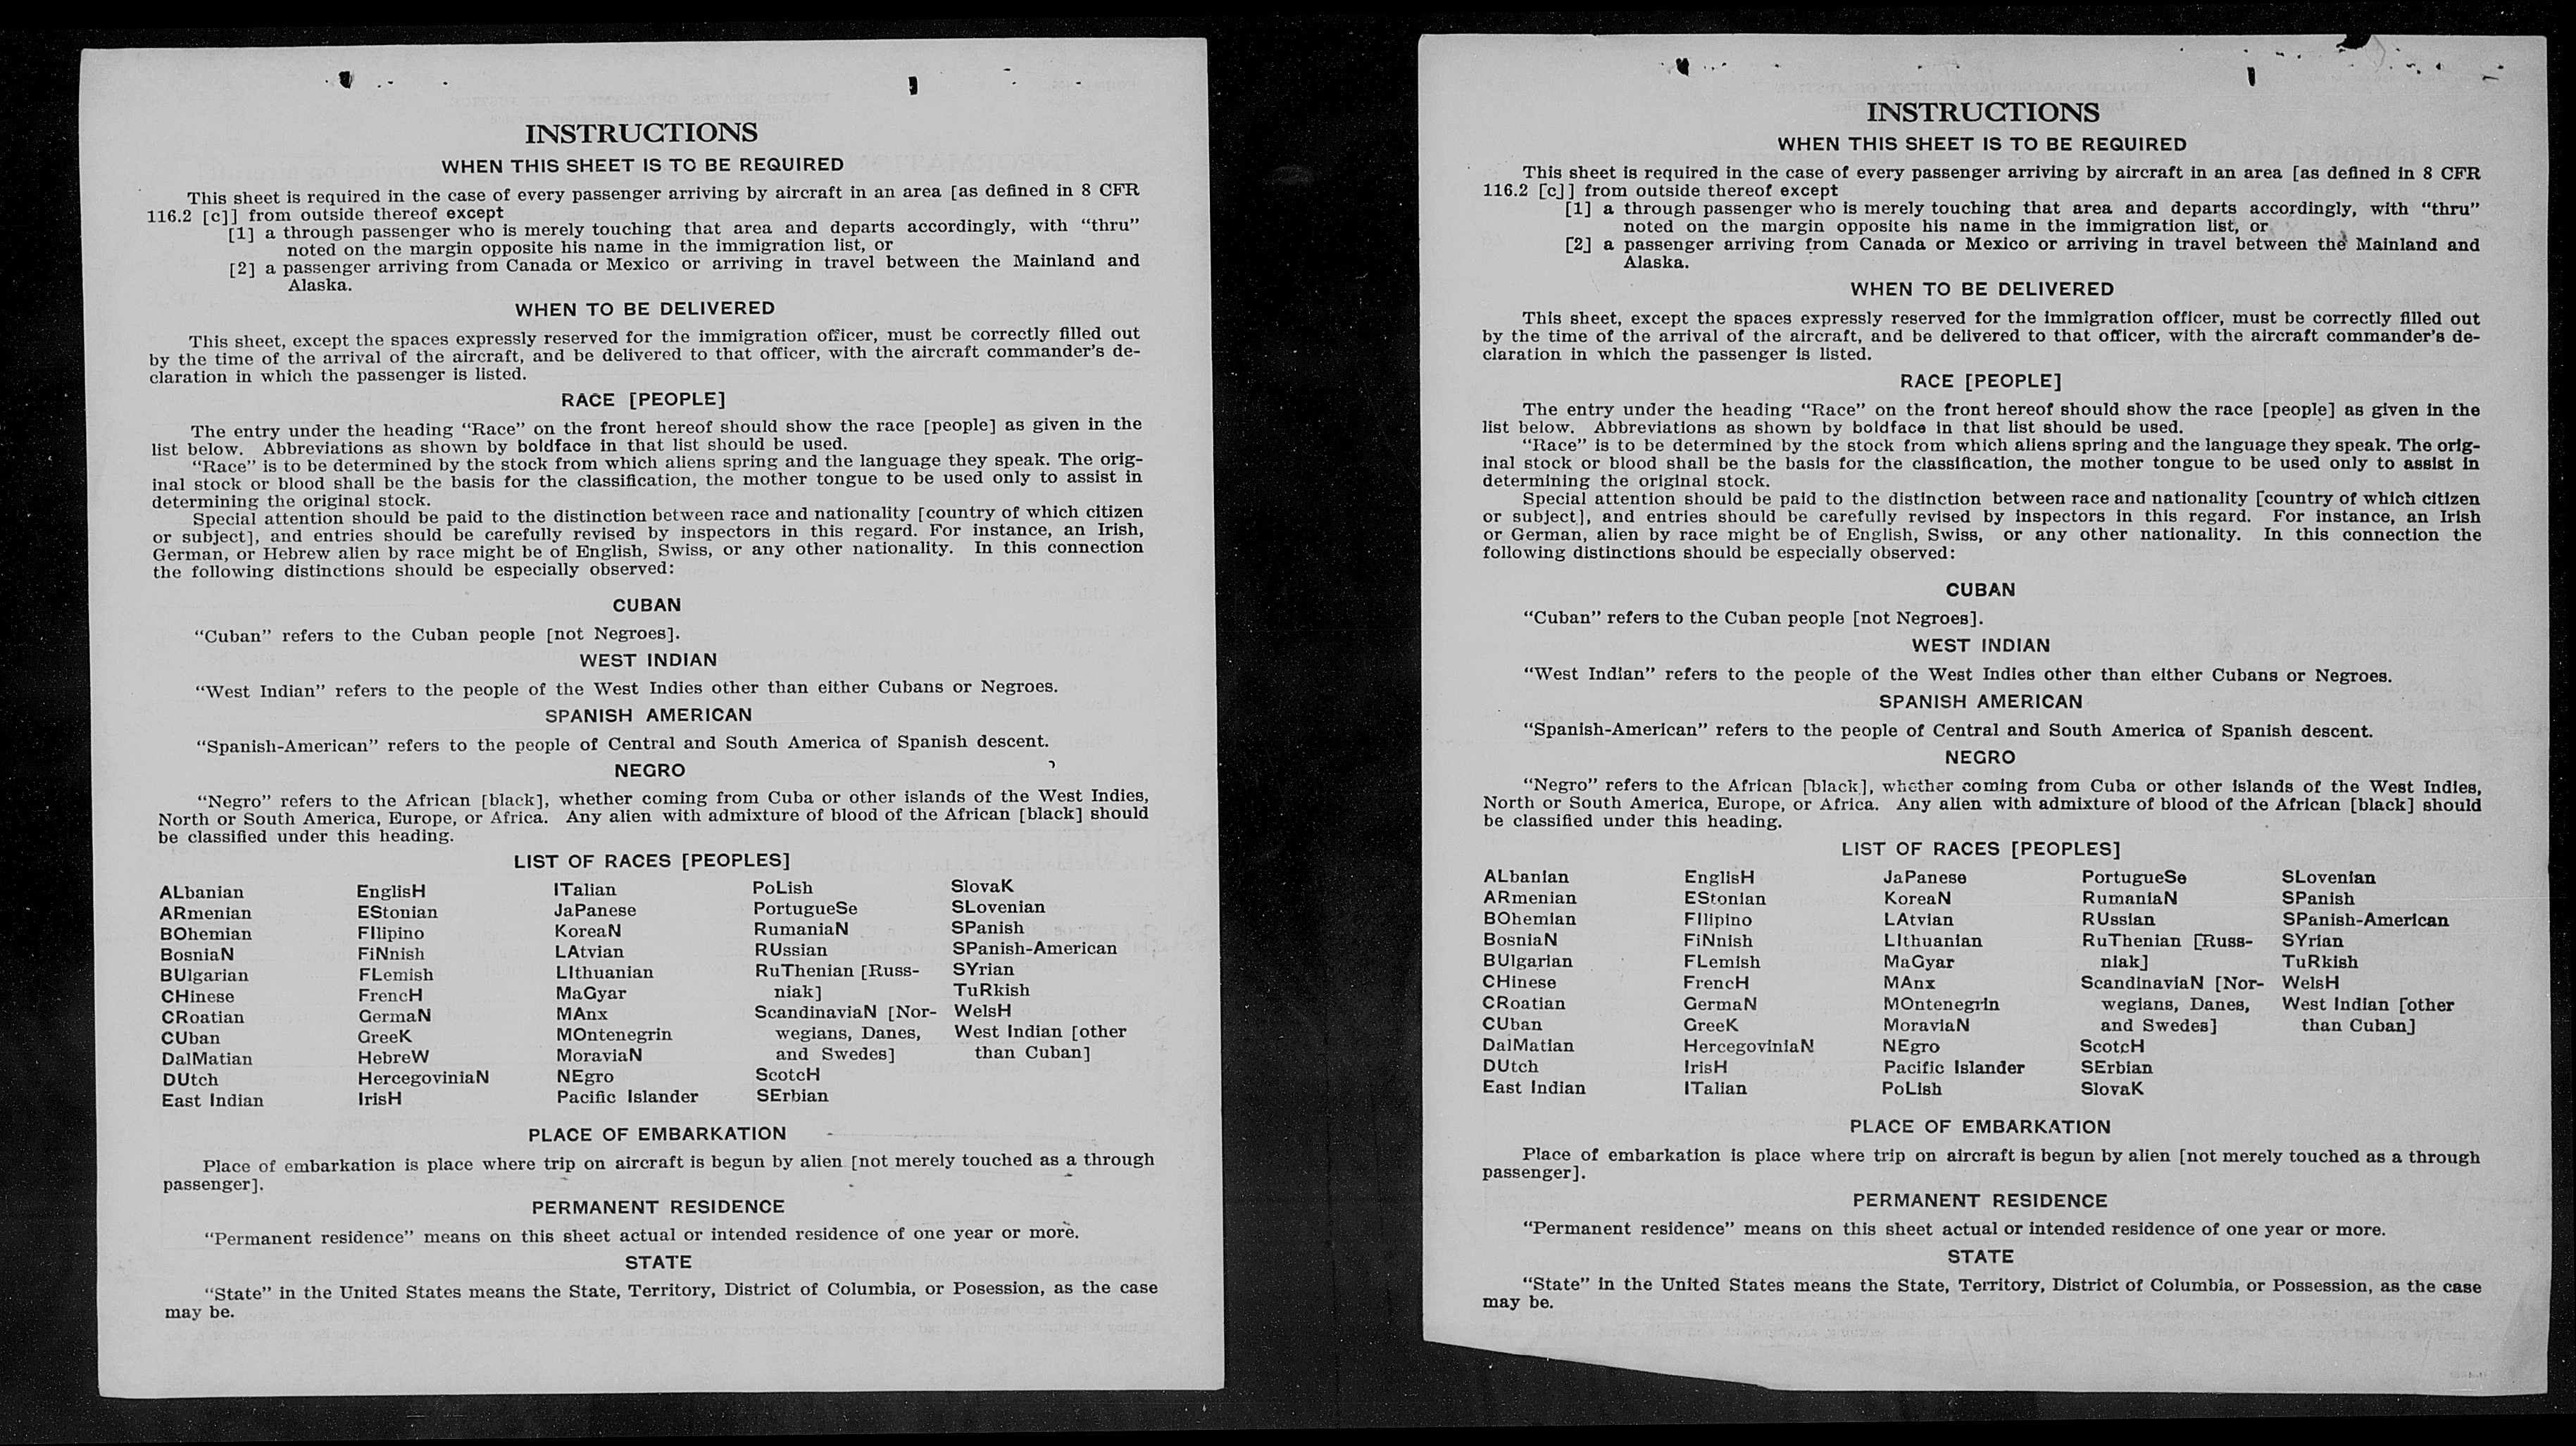 INSTRUCTIONS
WHEN THIS SHEET IS TO BE REQUIRED
This sheet is required in the case of every passenger arriving by aircraft in an area [as defined in 8 CFR
116.2 [c]] from outside thereof except
[1] a through passenger who is merely touching that area and departs accordingly, with “thru”
noted on the margin opposite his name in the immigration list, or
[2] a passenger arriving from Canada or Mexico or arriving in travel between the Mainland and
Alaska.
WHEN TO BE DELIVERED
This sheet, except the spaces expressly reserved for the immigration officer, must be correctly filled out
by the time of the arrival of the aircraft, and be delivered to that officer, with the aircraft commander’s de-
claration in which the passenger is listed.
RACE [PEOPLE]
The entry under the heading “Race” on the front hereof should show the race [people] as given in the
list below. Abbreviations as shown by boldface in that list should be used.
“Race” is to be determined by the stock from which aliens spring and the language they speak. The orig-
inal stock or blood shall be the basis for the classification, the mother tongue to be used only to assist in
determining the original stock.
Special attention should be paid to the distinction between race and nationality [country of which citizen
or subject], and entries should be carefully revised by inspectors in this regard. For instance, an Irish,
German, or Hebrew alien by race might be of English, Swiss, or any other nationality. In this connection
the following distinctions should be especially observed:
CUBAN
“Cuban” refers to the Cuban people [not Negroes].
WEST INDIAN
“West Indian” refers to the people of the West Indies other than either Cubans or Negroes.
SPANISH AMERICAN
“Spanish-American” refers to the people of Central and South America of Spanish descent.
NEGRO
“Negro” refers to the African [black], whether coming from Cuba or other islands of the West Indies,
North or South America, Europe, or Africa. Any alien with admixture of blood of the African [black] should
be classified under this heading.
LIST OF RACES [PEOPLES]
ALbanian
ARmenian
BOhemian
BosniaN
BUlgarian
CHinese
CRoatian
CUban
DalMatian
DUtch
East Indian
EnglisH
EStonian
FIlipino
FiNnish
FLemish
FrencH
GermaN
GreeK
HebreW
HercegoviniaN
IrisH
ITalian
JaPanese
KoreaN
LAtvian
LIthuanian
MaGyar
MAnx
MOntenegrin
MoraviaN
NEgro
Pacific Islander
PoLish
PortugueSe
RumaniaN
RUssian
RuThenian [Russ-
niak]
ScandinaviaN [Nor-
wegians, Danes,
and Swedes]
ScotcH
SErbian
SlovaK
SLovenian
SPanish
SPanish-American
SYrian
TuRkish
WelsH
West Indian [other
than Cuban]
PLACE OF EMBARKATION
Place of embarkation is place where trip on aircraft is begun by alien [not merely touched as a through
passenger].
PERMANENT RESIDENCE
“Permanent residence” means on this sheet actual or intended residence of one year or more.
STATE
“State” in the United States means the State, Territory, District of Columbia, or Posession, as the case
may be.
INSTRUCTIONS
WHEN THIS SHEET IS TO BE REQUIRED
This sheet is required in the case of every passenger arriving by aircraft in an area [as defined in 8 CFR
116.2 [c]] from outside thereof except
[1] a through passenger who is merely touching that area and departs accordingly, with “thru”
noted on the margin opposite his name in the immigration list, or
[2] a passenger arriving from Canada or Mexico or arriving in travel between the Mainland and
Alaska.
WHEN TO BE DELIVERED
This sheet, except the spaces expressly reserved for the immigration officer, must be correctly filled out
by the time of the arrival of the aircraft, and be delivered to that officer, with the aircraft commander’s de-
claration in which the passenger is listed.
RACE [PEOPLE]
The entry under the heading “Race” on the front hereof should show the race [people] as given in the
list below. Abbreviations as shown by boldface in that list should be used.
“Race” is to be determined by the stock from which aliens spring and the language they speak. The orig-
inal stock or blood shall be the basis for the classification, the mother tongue to be used only to assist in
determining the original stock.
Special attention should be paid to the distinction between race and nationality [country of which citizen
or subject], and entries should be carefully revised by inspectors in this regard. For instance, an Irish
or German, alien by race might be of English, Swiss, or any other nationality. In this connection the
following distinctions should be especially observed:
CUBAN
“Cuban” refers to the Cuban people [not Negroes].
WEST INDIAN
“West Indian” refers to the people of the West Indies other than either Cubans or Negroes.
SPANISH AMERICAN
“Spanish-American” refers to the people of Central and South America of Spanish descent.
NEGRO
“Negro” refers to the African [black], whether coming from Cuba or other islands of the West Indies,
North or South America, Europe, or Africa. Any alien with admixture of blood of the African [black] should
be classified under this heading.
LIST OF RACES [PEOPLES]
ALbanian
ARmenian
BOhemian
BosniaN
BUlgarian
CHinese
CRoatian
CUban
DalMatian
DUtch
East Indian
EnglisH
EStonian
FIlipino
FiNnish
FLemish
FrencH
GermaN
GreeK
HercegoviniaN
IrisH
ITalian
JaPanese
KoreaN
LAtvian
LIthuanian
MaGyar
MAnx
MOntenegrin
MoraviaN
NEgro
Pacific Islander
PoLish
PortugueSe
RumaniaN
RUssian
RuThenian [Russ-
niak]
ScandinaviaN [Nor-
wegians, Danes,
and Swedes]
ScotcH
SErbian
SlovaK
SLovenian
SPanish
SPanish-American
SYrian
TuRkish
WelsH
West Indian [other
than Cuban]
PLACE OF EMBARKATION
Place of embarkation is place where trip on aircraft is begun by alien [not merely touched as a through
passenger].
PERMANENT RESIDENCE
“Permanent residence” means on this sheet actual or intended residence of one year or more.
STATE
“State” in the United States means the State, Territory, District of Columbia, or Possession, as the case
may be.